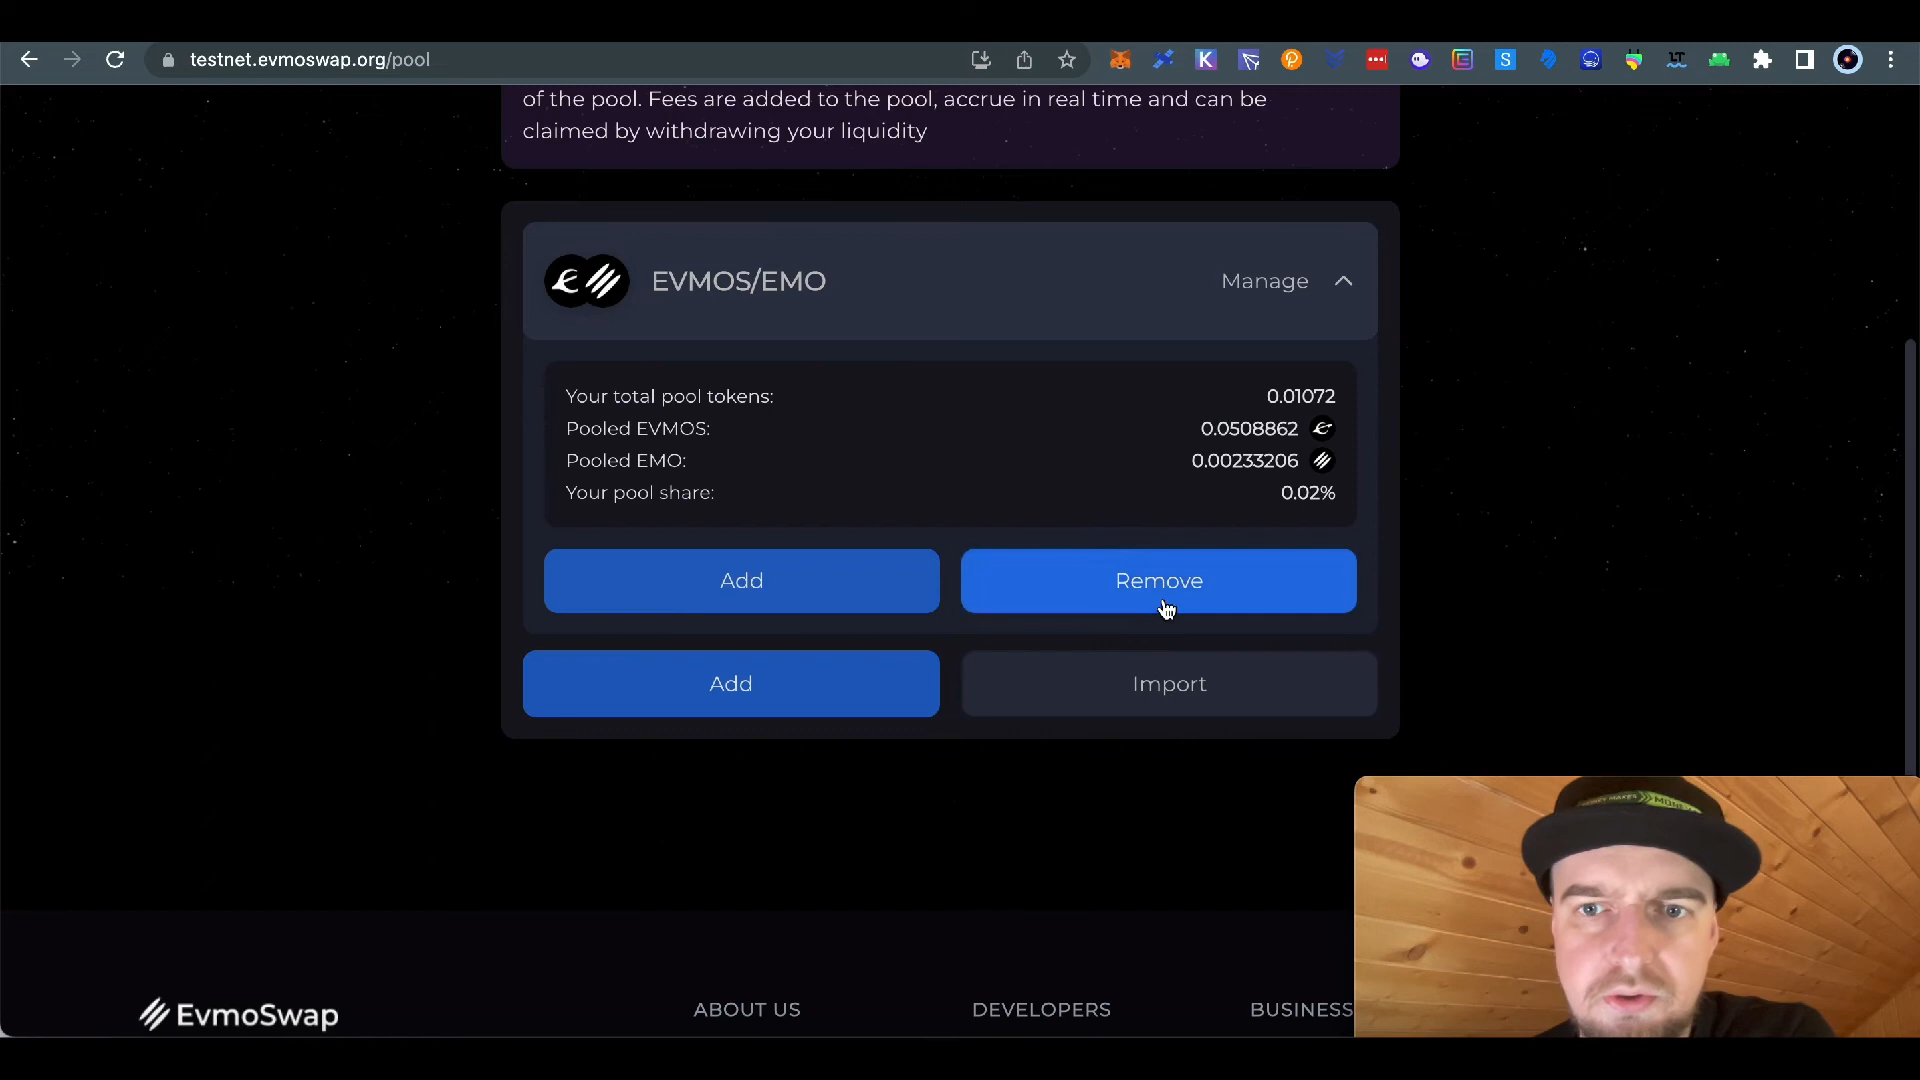 testnet.evmoswap.org/pool
of the pool. Fees are added to the pool, accrue in real time and can be
claimed by withdrawing your liquidity
EVMOS/EMO
Manage
Your total pool tokens:
0.01072
Pooled EVMOS:
0.0508862
Pooled EMO:
0.00233206
Your pool share:
0.02%
Add
Remove
Add
Import
EvmoSwap
ABOUT US
DEVELOPERS
BUSINESS